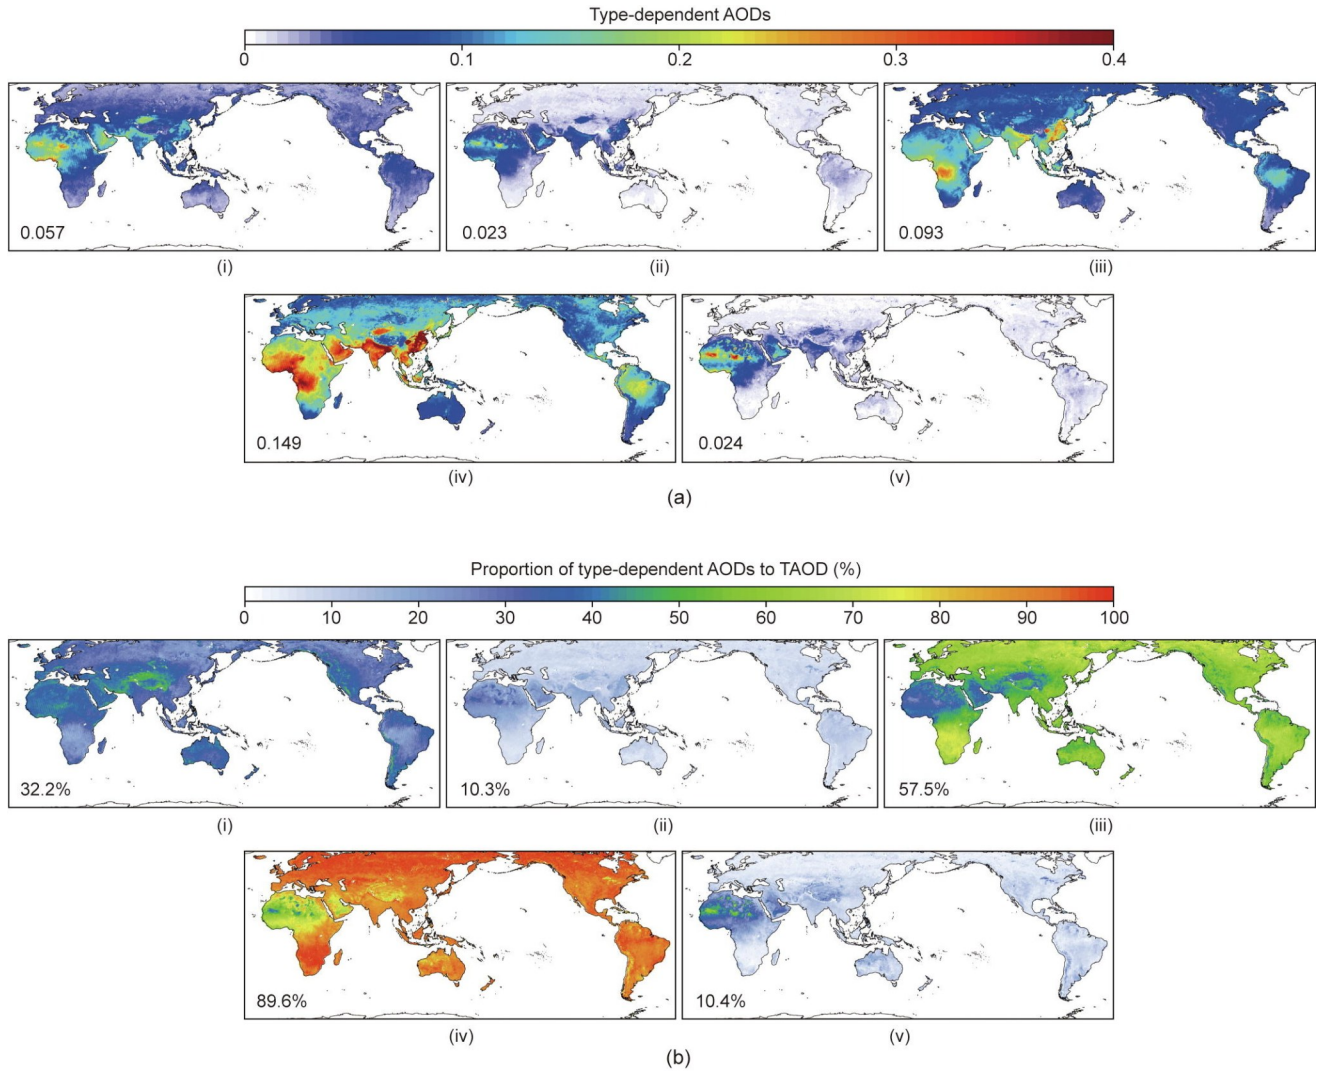 Type-dependent AODs
0 0.1 0.2 0.3 0.4
0.057 0.023 0.093
(i) (ii) (iii)
0.149 0.024
(iv) (v)
(a)
Proportion of type-dependent AODs to TAOD (%)
0 10 20 30 40 50 60 70 80 90 100
32.2% 10.3% 57.5%
(i) (ii) (iii)
89.6% 10.4%
(iv) (v)
(b)